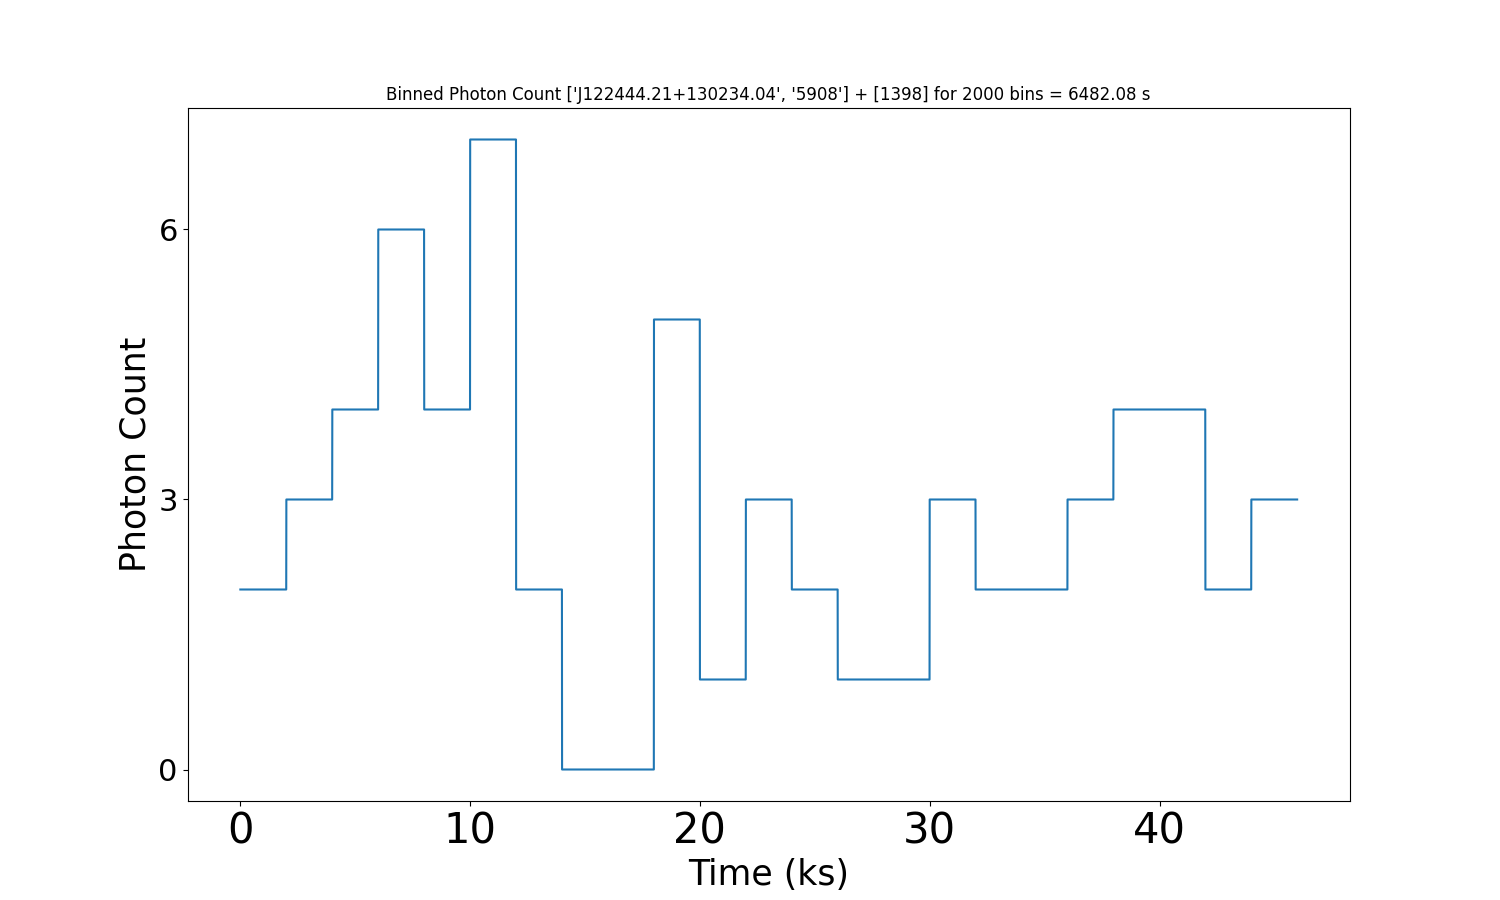 Binned Photon Count ['J122444.21+130234.04', '5908'] + [1398] for 2000 bins = 6482.08 s
Photon Count
6
3
0
0 10 20 30 40
Time (ks)